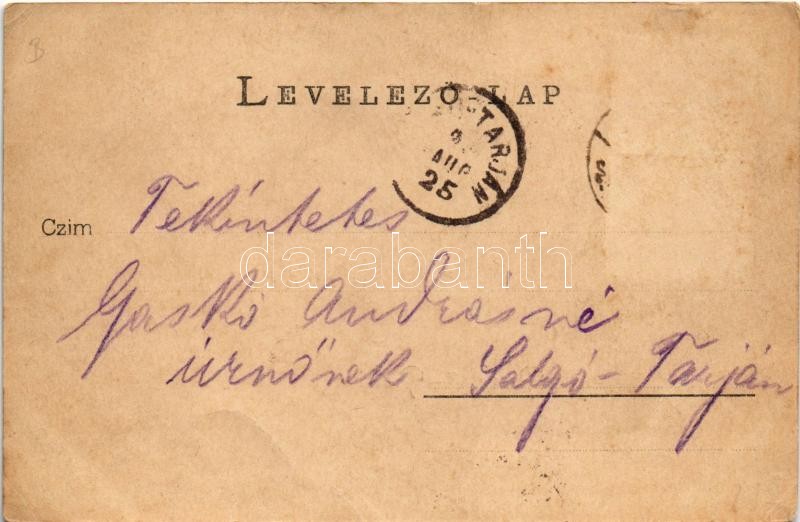 B
LEVELEZŐ-LAP
TARJÁN
AUG
25
Czim
Tekintetes
darabanth
Gaskó Andrásné
úrnőnek Salgó-Tarján